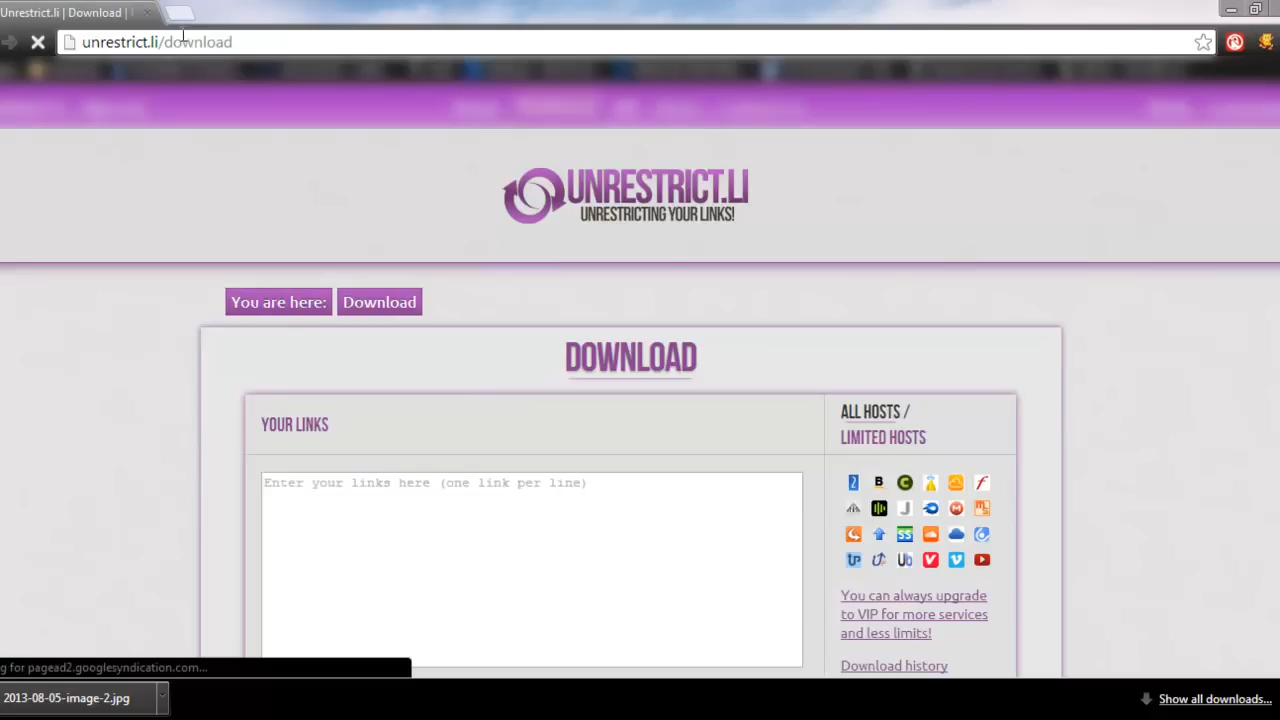 Unrestrict.li | Download |
unrestrict.li/download
UNRESTRICT.LI
UNRESTRICTING YOUR LINKS!
You are here: Download
DOWNLOAD
YOUR LINKS
ALL HOSTS /
LIMITED HOSTS
Enter your links here (one link per line)
You can always upgrade
to VIP for more services
and less limits!
Download history
g for pagead2.googlesyndication.com...
2013-08-05-image-2.jpg
Show all downloads...